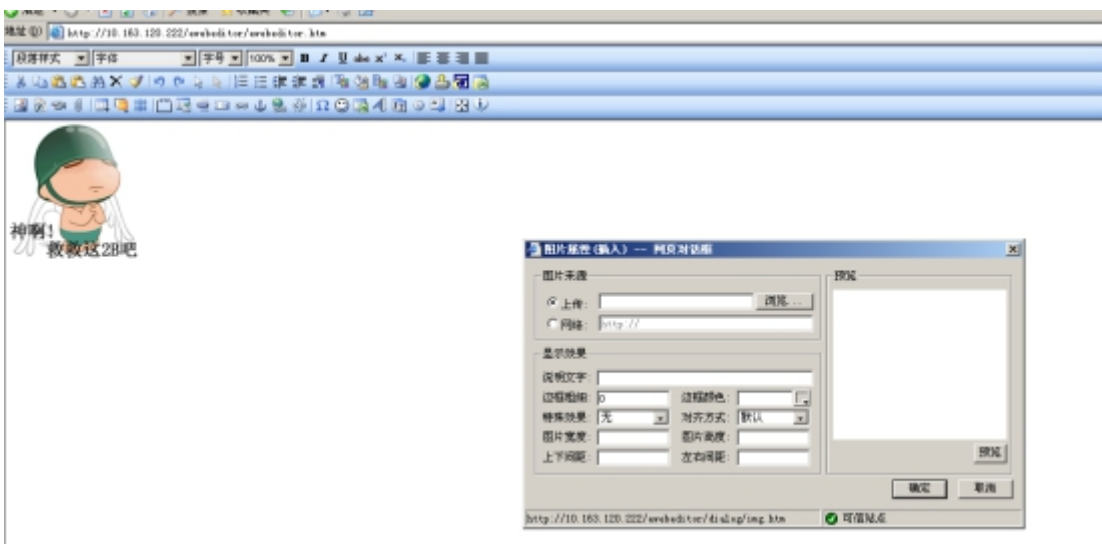 地址(D) http://10.163.120.222/ewebeditor/ewebeditor.htm
段落样式 字体 字号 100% B I U abc x² x₂
神啊!
救救这2B吧
图片属性(插入) -- 网页对话框
图片来源
上传: 浏览...
网络: http://
显示效果
说明文字:
边框粗细: 0 边框颜色:
特殊效果: 无 对齐方式: 默认
图片宽度: 图片高度:
上下间距: 左右间距:
预览
预览
确定 取消
http://10.163.120.222/ewebeditor/dialog/img.htm 可信站点